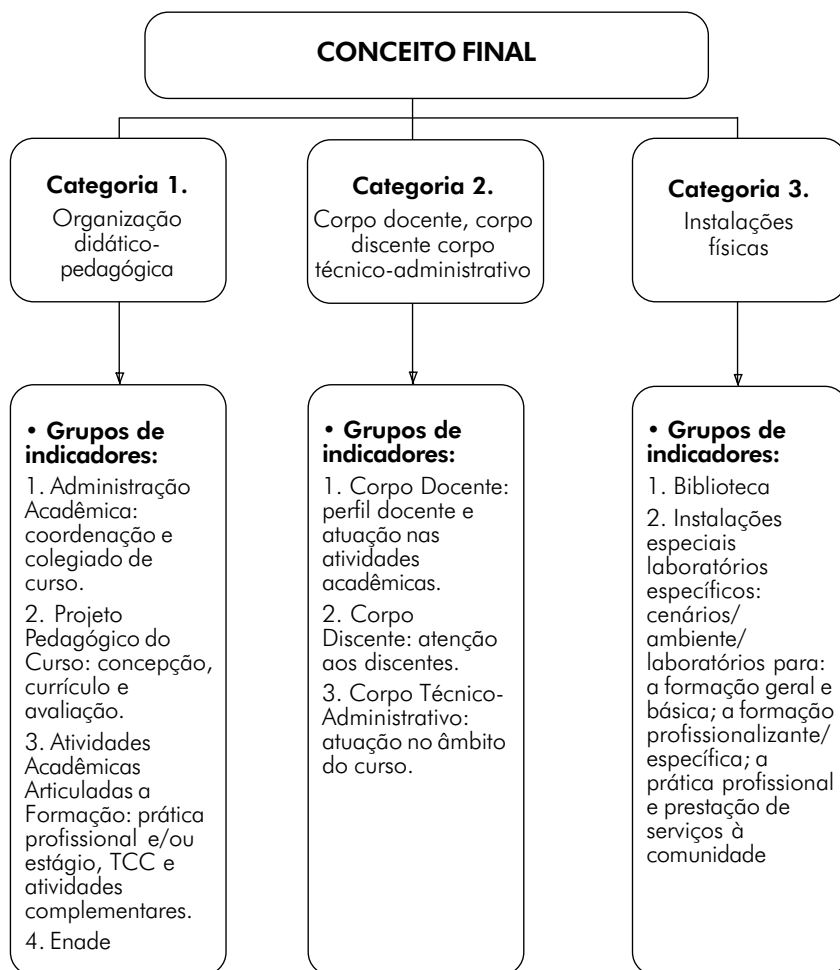 CONCEITO FINAL
Categoria 1.
Organização
didático-
pedagógica
Categoria 2.
Corpo docente, corpo
discente corpo
técnico-administrativo
Categoria 3.
Instalações
físicas
• Grupos de
indicadores:
1. Administração
Acadêmica:
coordenação e
colegiado de
curso.
2. Projeto
Pedagógico do
Curso: concepção,
currículo e
avaliação.
3. Atividades
Acadêmicas
Articuladas a
Formação: prática
profissional e/ou
estágio, TCC e
atividades
complementares.
4. Enade
• Grupos de
indicadores:
1. Corpo Docente:
perfil docente e
atuação nas
atividades
acadêmicas.
2. Corpo
Discente: atenção
aos discentes.
3. Corpo Técnico-
Administrativo:
atuação no âmbito
do curso.
• Grupos de
indicadores:
1. Biblioteca
2. Instalações
especiais
laboratórios
específicos:
cenários/
ambiente/
laboratórios para:
a formação geral e
básica; a formação
profissionalizante/
específica; a
prática profissional
e prestação de
serviços à
comunidade